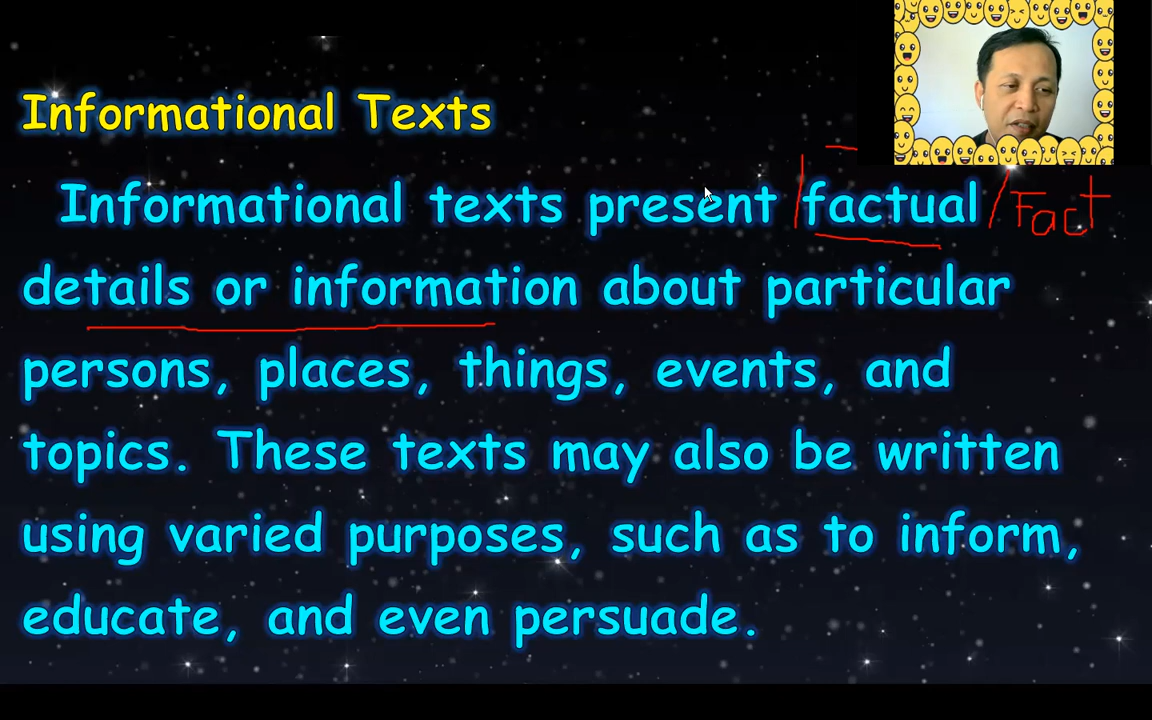 Informational Texts
Informational texts present factual Fact
details or information about particular
persons, places, things, events, and
topics. These texts may also be written
using varied purposes, such as to inform,
educate, and even persuade.